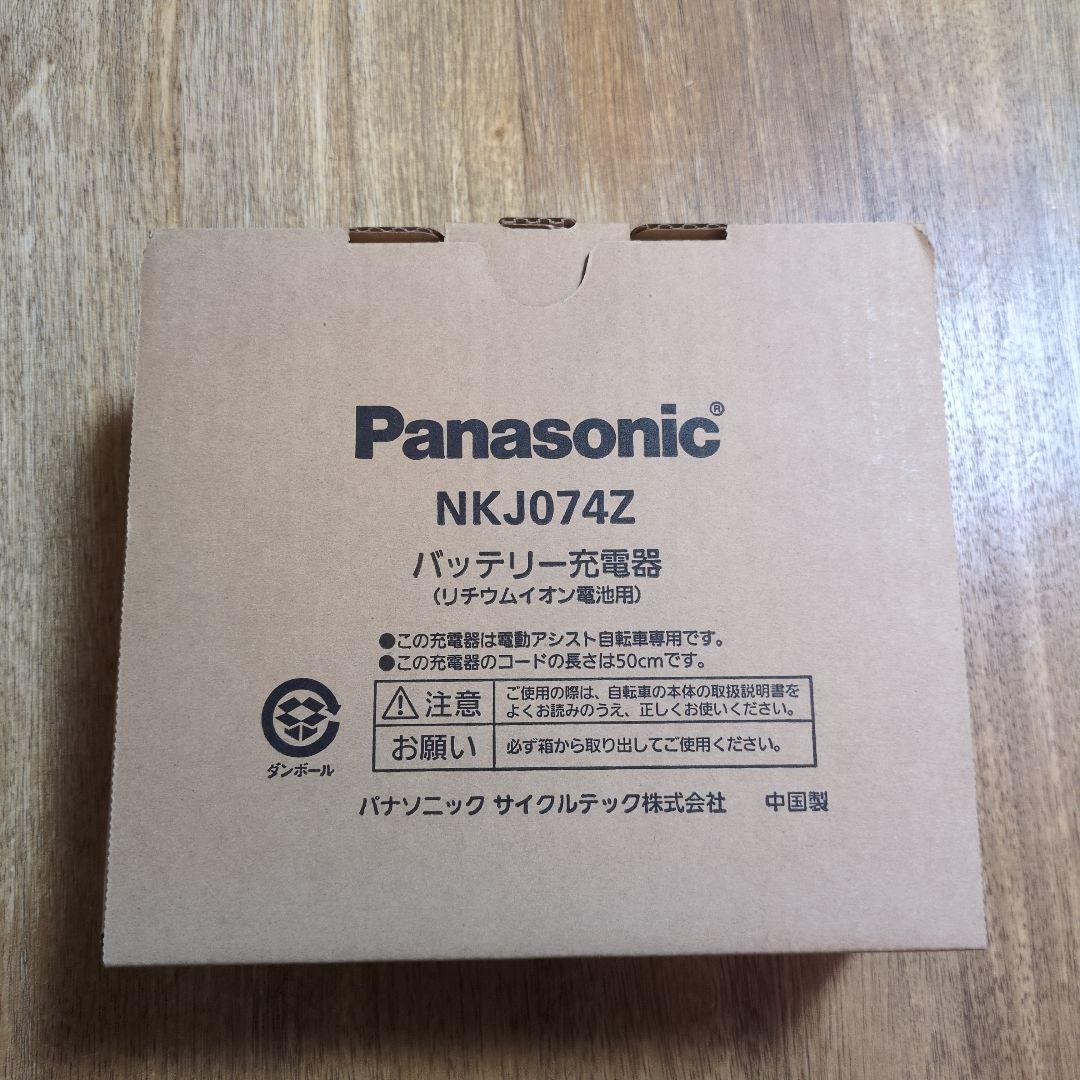 Panasonic®
NKJ074Z
バッテリー充電器
(リチウムイオン電池用)
●この充電器は電動アシスト自転車専用です。
●この充電器のコードの長さは50cmです。
注意
ご使用の際は、自転車の本体の取扱説明書を
よくお読みのうえ、正しくお使いください。
お願い
必ず箱から取り出してご使用ください。
ダンボール
パナソニック サイクルテック株式会社 中国製